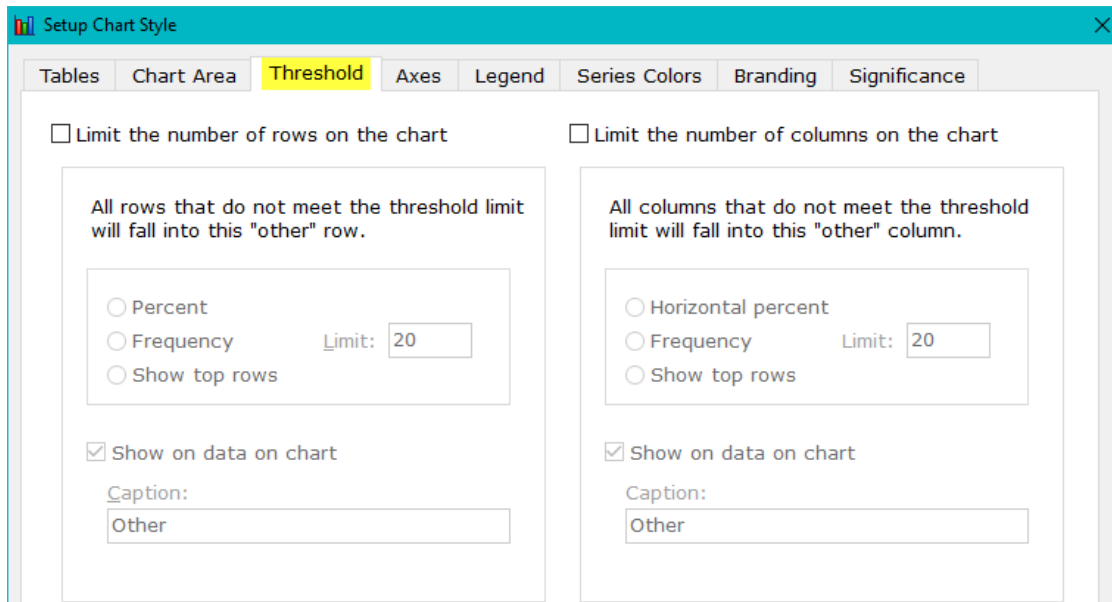 Setup Chart Style
Tables Chart Area Threshold Axes Legend Series Colors Branding Significance
Limit the number of rows on the chart
All rows that do not meet the threshold limit
will fall into this "other" row.
Percent
Frequency Limit: 20
Show top rows
Show on data on chart
Caption:
Other
Limit the number of columns on the chart
All columns that do not meet the threshold
limit will fall into this "other" column.
Horizontal percent
Frequency Limit: 20
Show top rows
Show on data on chart
Caption:
Other